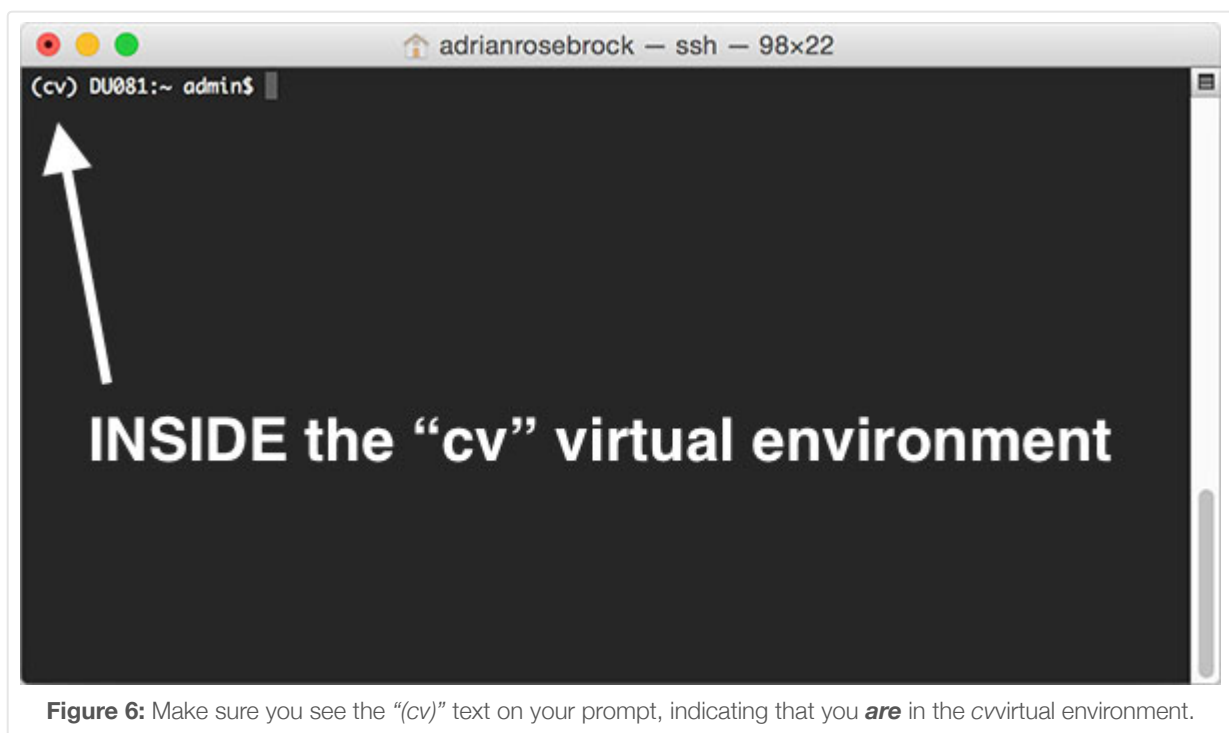 adrianrosebrock — ssh — 98×22
(cv) DU081:~ admin$
INSIDE the “cv” virtual environment
Figure 6: Make sure you see the “(cv)” text on your prompt, indicating that you are in the cvvirtual environment.